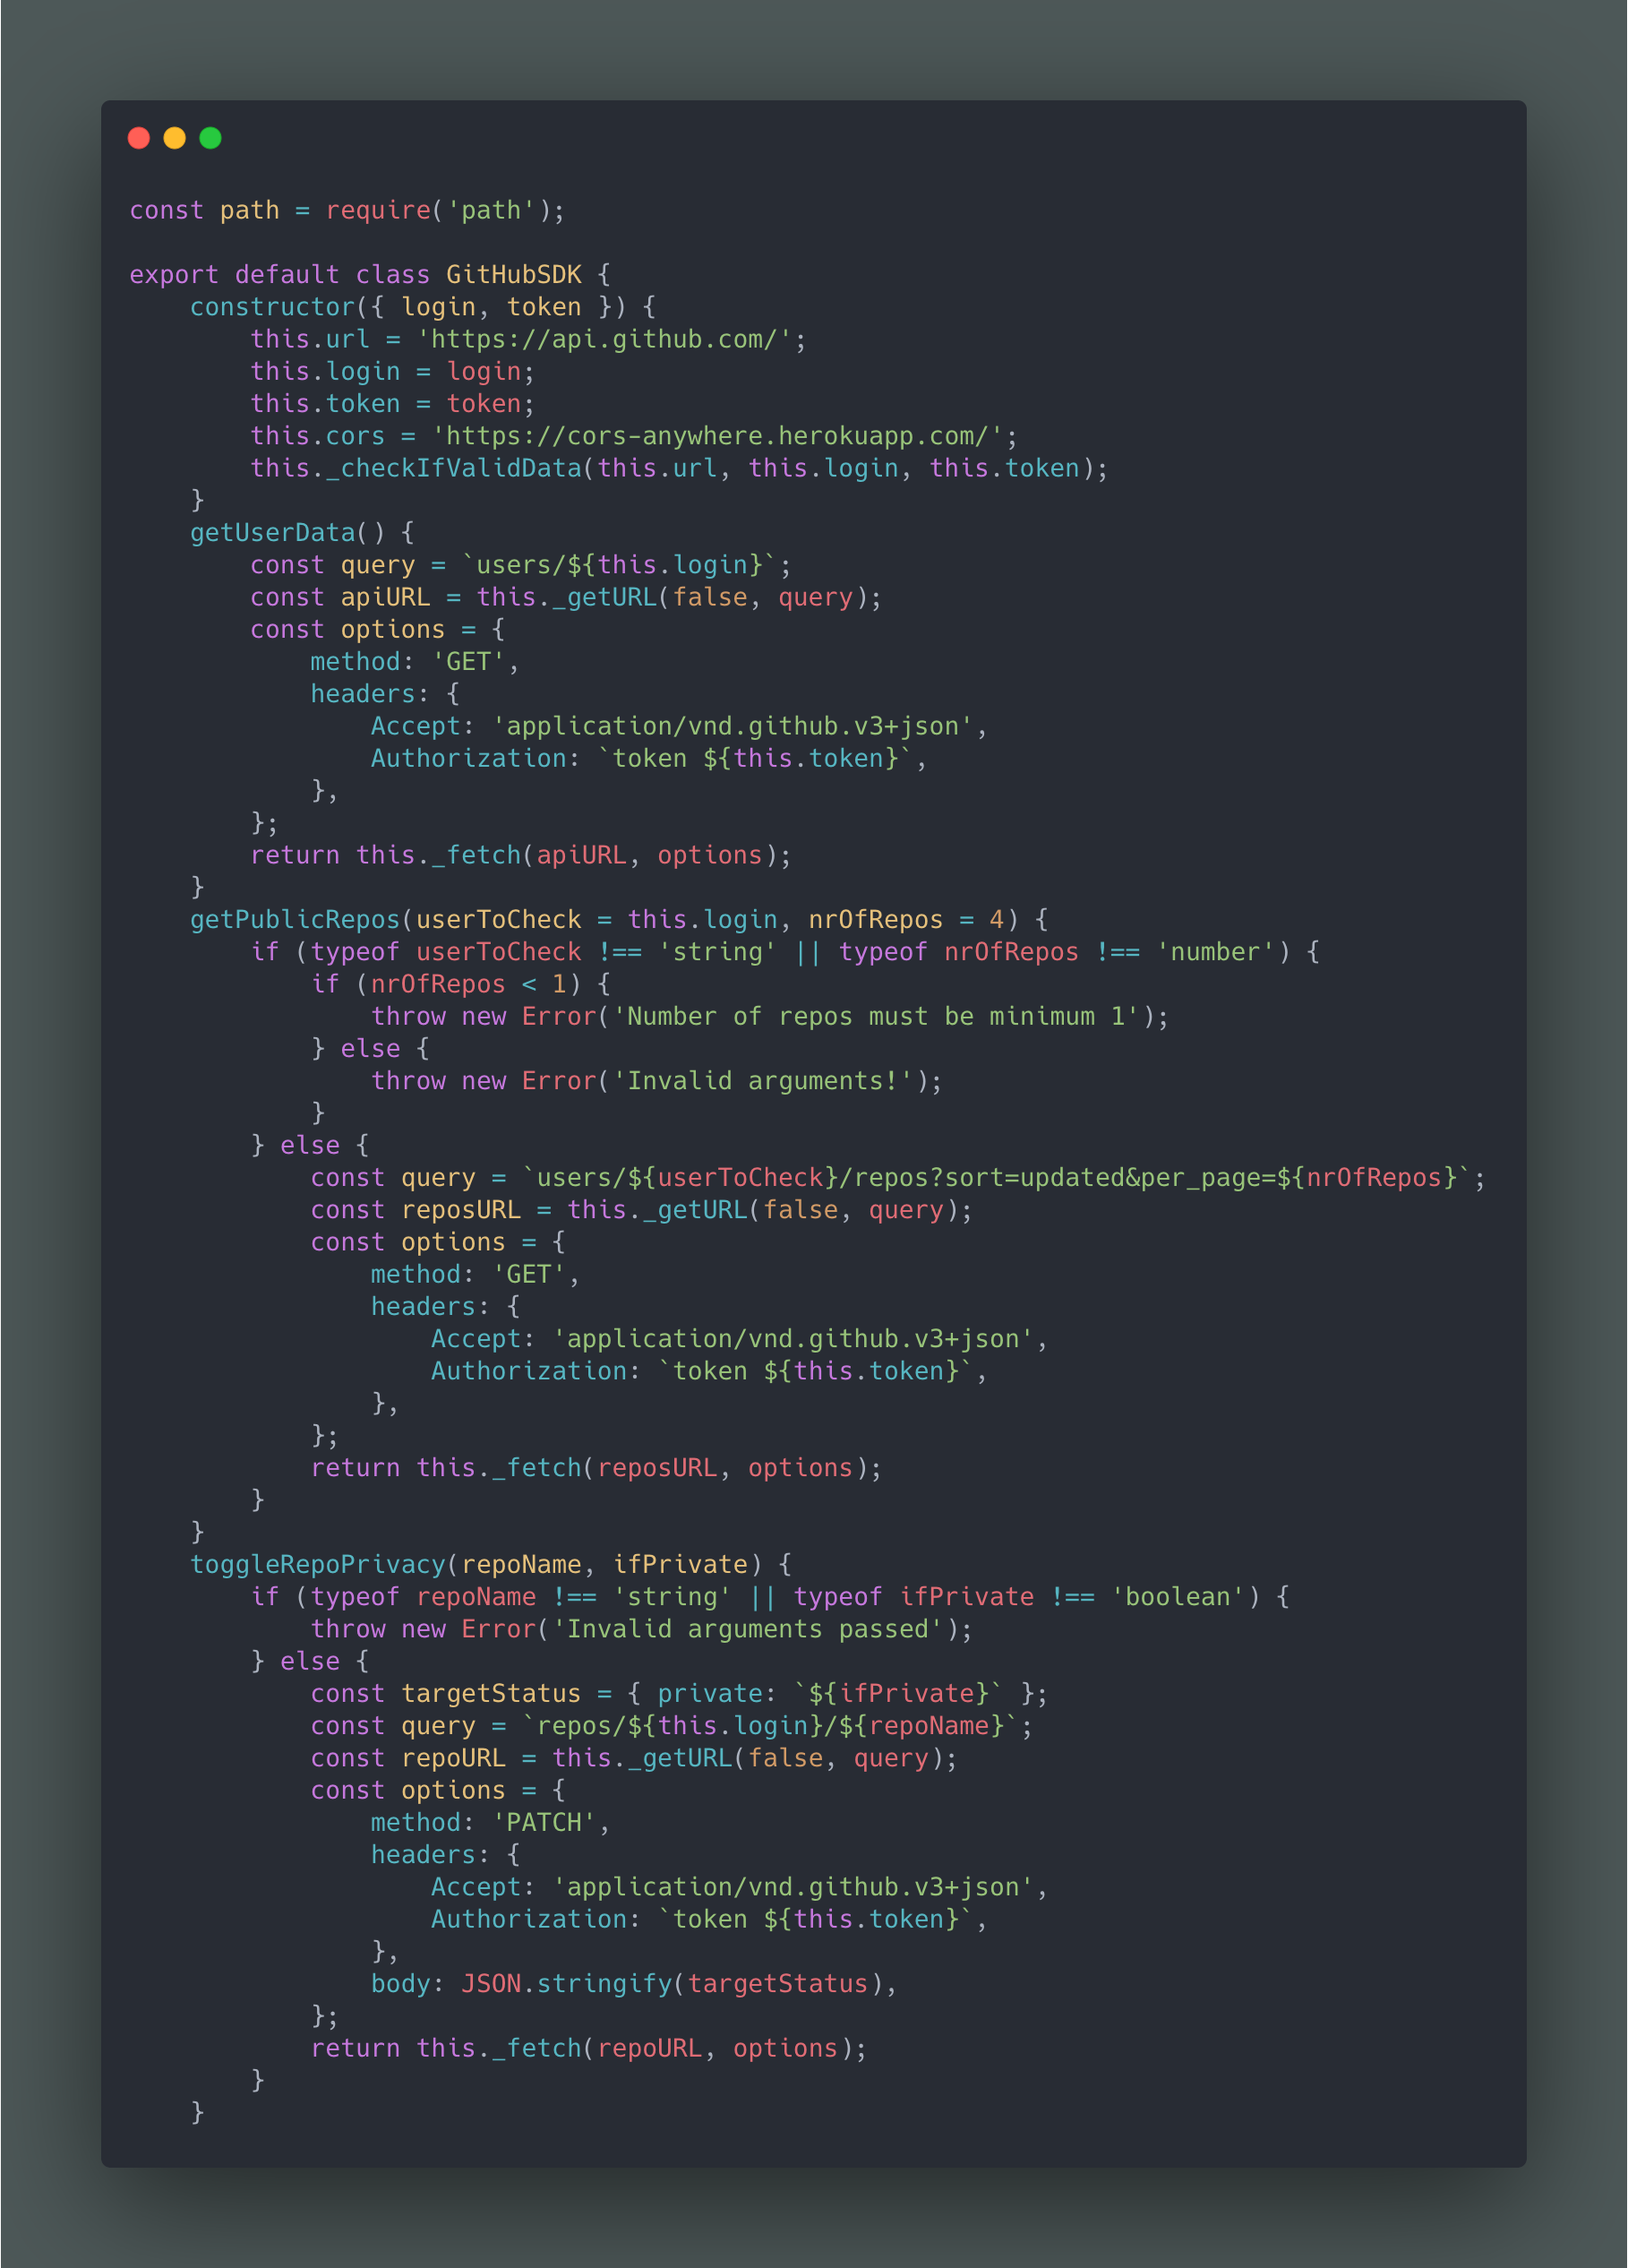 const path = require('path');

export default class GitHubSDK {
    constructor({ login, token }) {
        this.url = 'https://api.github.com/';
        this.login = login;
        this.token = token;
        this.cors = 'https://cors-anywhere.herokuapp.com/';
        this._checkIfValidData(this.url, this.login, this.token);
    }
    getUserData() {
        const query = `users/${this.login}`;
        const apiURL = this._getURL(false, query);
        const options = {
            method: 'GET',
            headers: {
                Accept: 'application/vnd.github.v3+json',
                Authorization: `token ${this.token}`,
            },
        };
        return this._fetch(apiURL, options);
    }
    getPublicRepos(userToCheck = this.login, nrOfRepos = 4) {
        if (typeof userToCheck !== 'string' || typeof nrOfRepos !== 'number') {
            if (nrOfRepos < 1) {
                throw new Error('Number of repos must be minimum 1');
            } else {
                throw new Error('Invalid arguments!');
            }
        } else {
            const query = `users/${userToCheck}/repos?sort=updated&per_page=${nrOfRepos}`;
            const reposURL = this._getURL(false, query);
            const options = {
                method: 'GET',
                headers: {
                    Accept: 'application/vnd.github.v3+json',
                    Authorization: `token ${this.token}`,
                },
            };
            return this._fetch(reposURL, options);
        }
    }
    toggleRepoPrivacy(repoName, ifPrivate) {
        if (typeof repoName !== 'string' || typeof ifPrivate !== 'boolean') {
            throw new Error('Invalid arguments passed');
        } else {
            const targetStatus = { private: `${ifPrivate}` };
            const query = `repos/${this.login}/${repoName}`;
            const repoURL = this._getURL(false, query);
            const options = {
                method: 'PATCH',
                headers: {
                    Accept: 'application/vnd.github.v3+json',
                    Authorization: `token ${this.token}`,
                },
                body: JSON.stringify(targetStatus),
            };
            return this._fetch(repoURL, options);
        }
    }